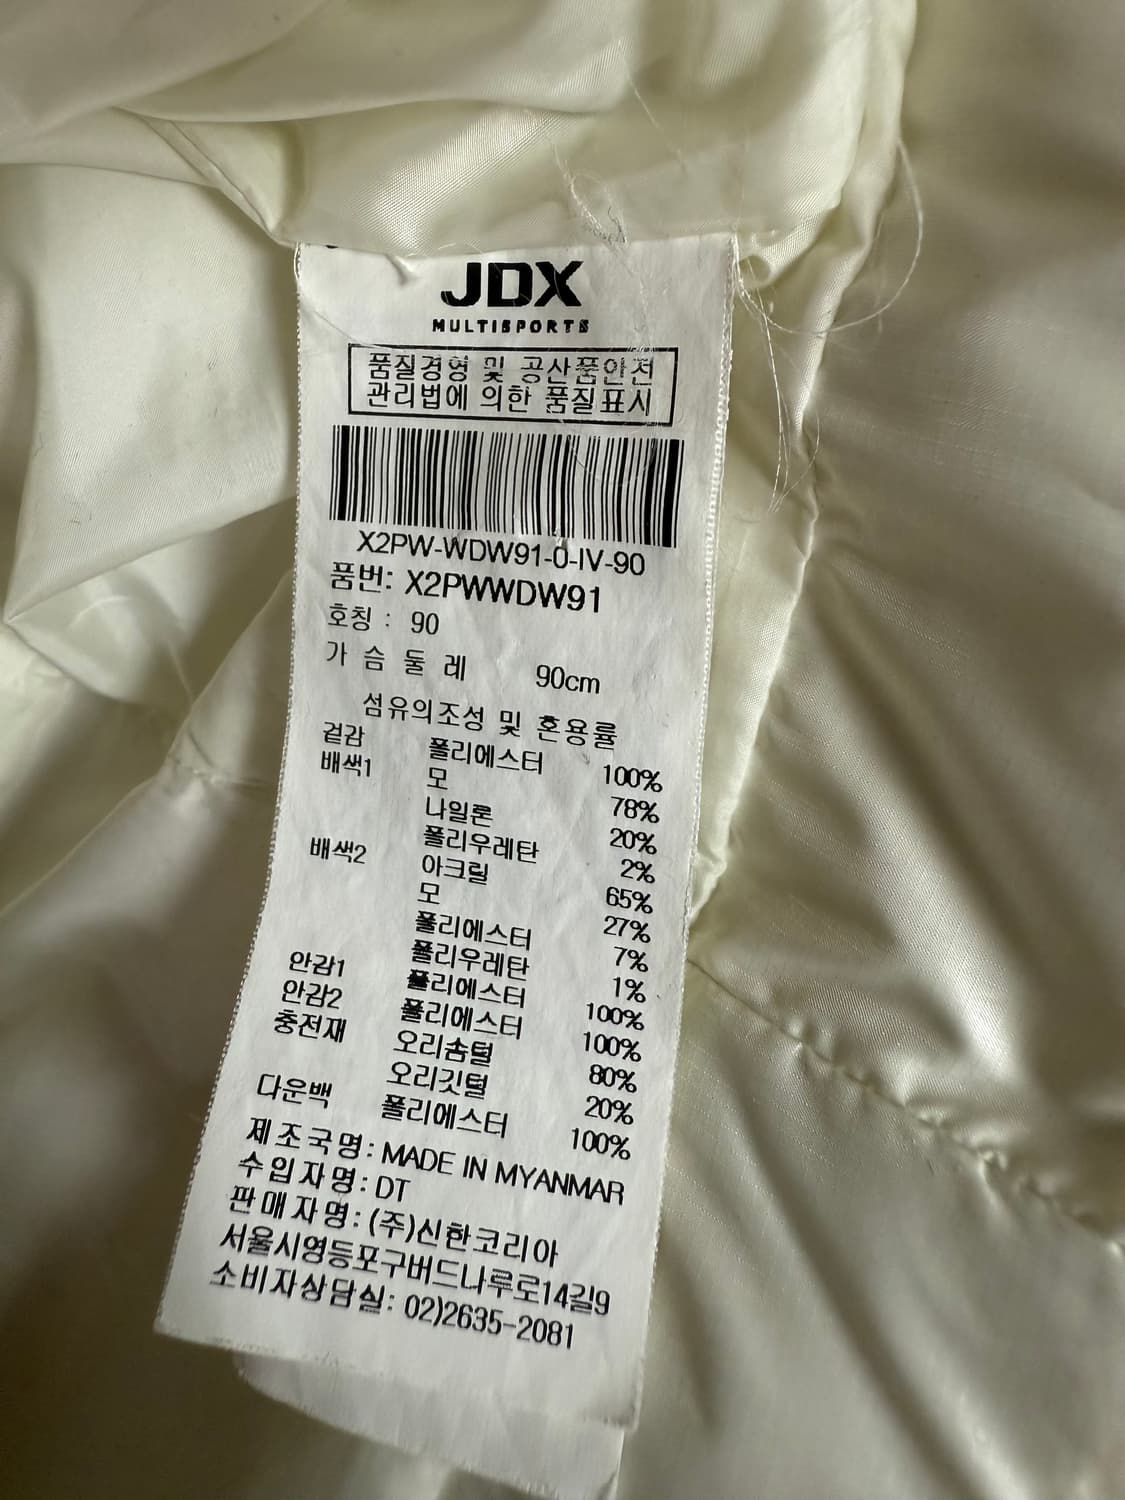 JDX
MULTISPORTS
품질경영 및 공산품안전
관리법에 의한 품질표시
X2PW-WDW91-0-IV-90
품번: X2PWWDW91
호칭 : 90
가 슴 둘 레 90cm
섬유의조성 및 혼용률
겉감 폴리에스터 100%
배색1 모 78%
나일론 20%
폴리우레탄 2%
배색2 아크릴 65%
모 27%
폴리에스터 7%
폴리우레탄 1%
안감1 폴리에스터 100%
안감2 폴리에스터 100%
충전재 오리솜털 80%
오리깃털 20%
다운백 폴리에스터 100%
제조국명: MADE IN MYANMAR
수입자명: DT
판매자명: (주)신한코리아
서울시영등포구버드나루로14길9
소비자상담실: 02)2635-2081